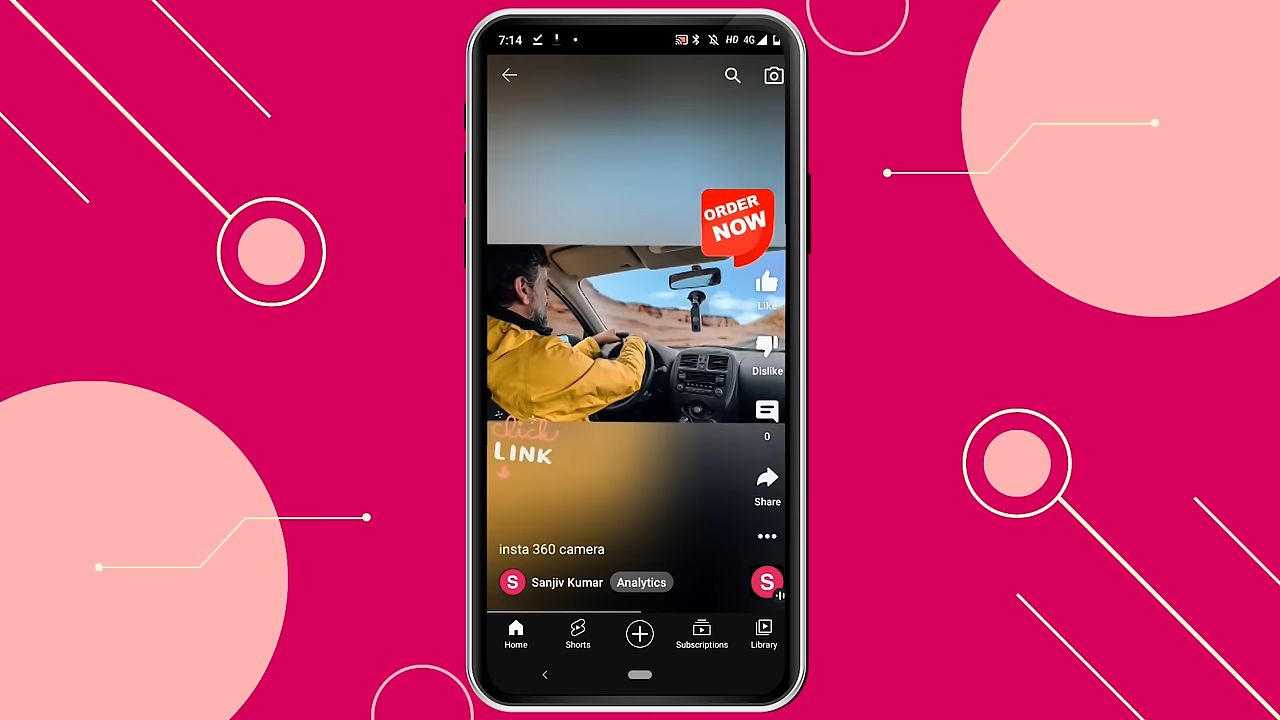 7:14 HD 4G
ORDER
NOW
Like
Dislike
click
LINK
0
Share
insta 360 camera
S Sanjiv Kumar Analytics S
Home Shorts Subscriptions Library